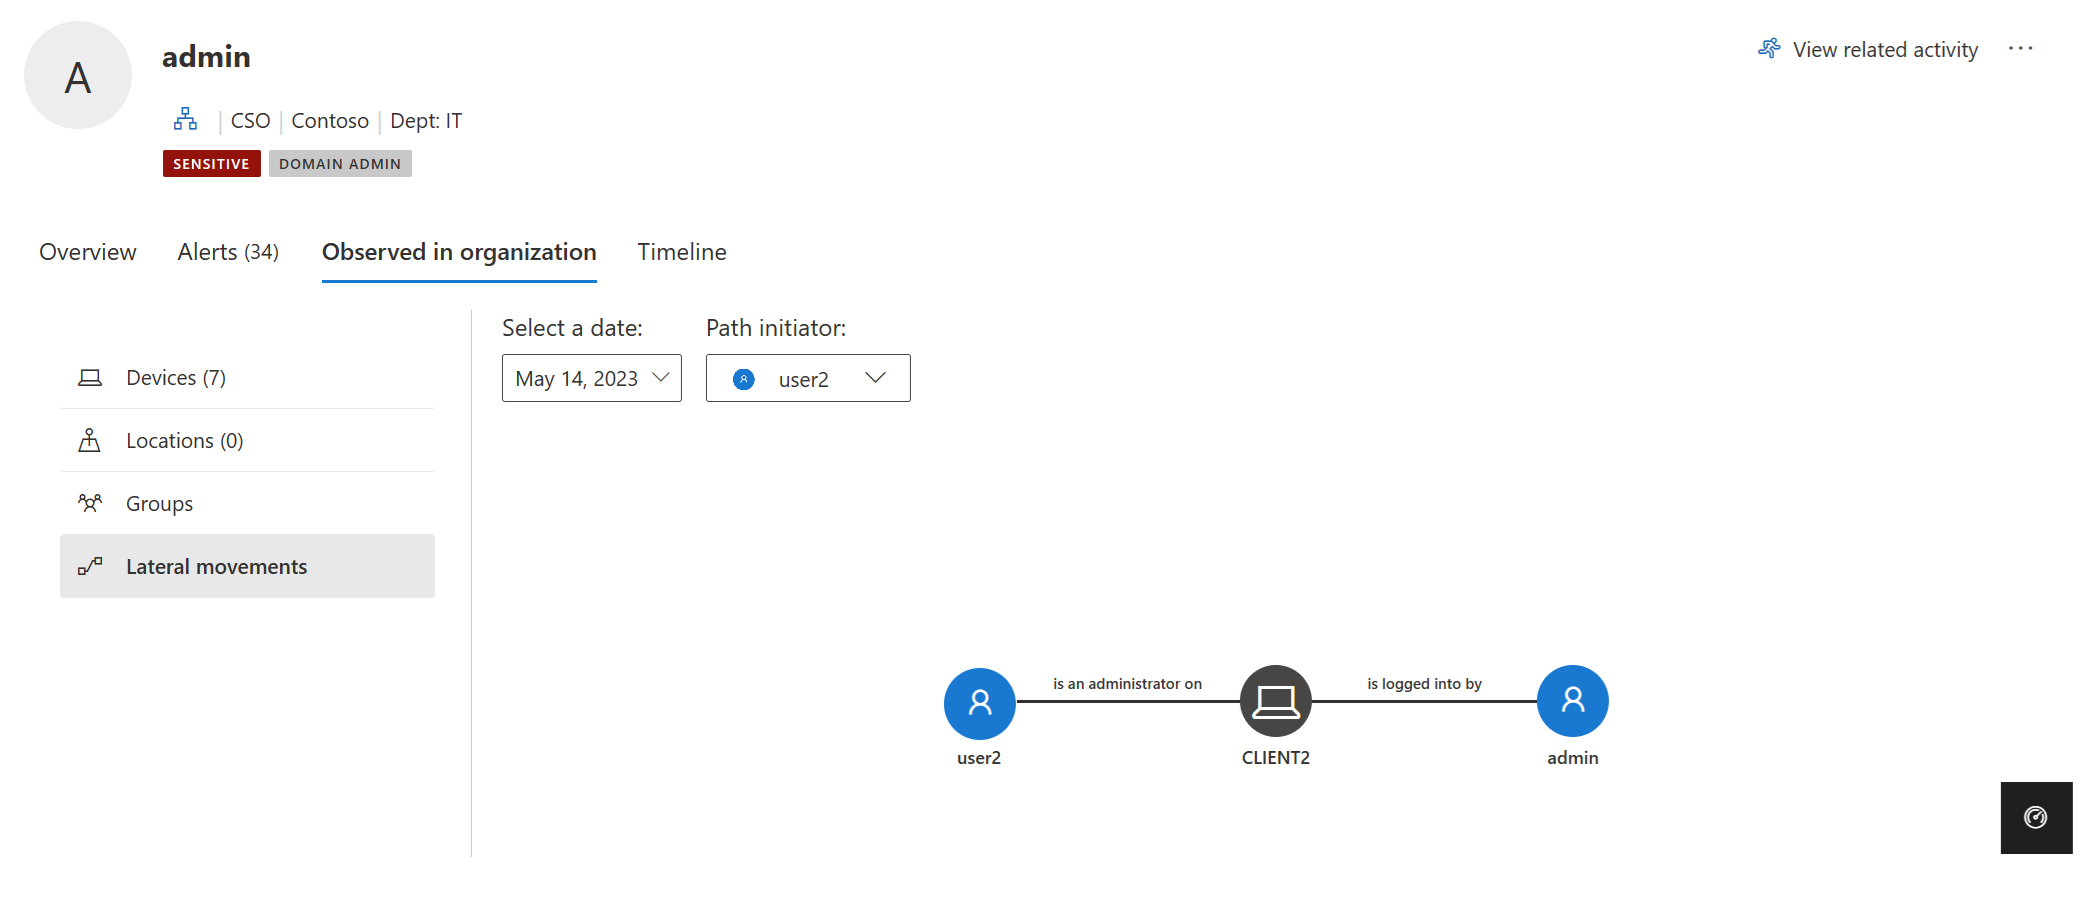 A
admin
View related activity
CSO | Contoso | Dept: IT
SENSITIVE DOMAIN ADMIN
Overview Alerts (34) Observed in organization Timeline
Select a date: Path initiator:
May 14, 2023 user2
Devices (7)
Locations (0)
Groups
Lateral movements
is an administrator on is logged into by
user2 CLIENT2 admin